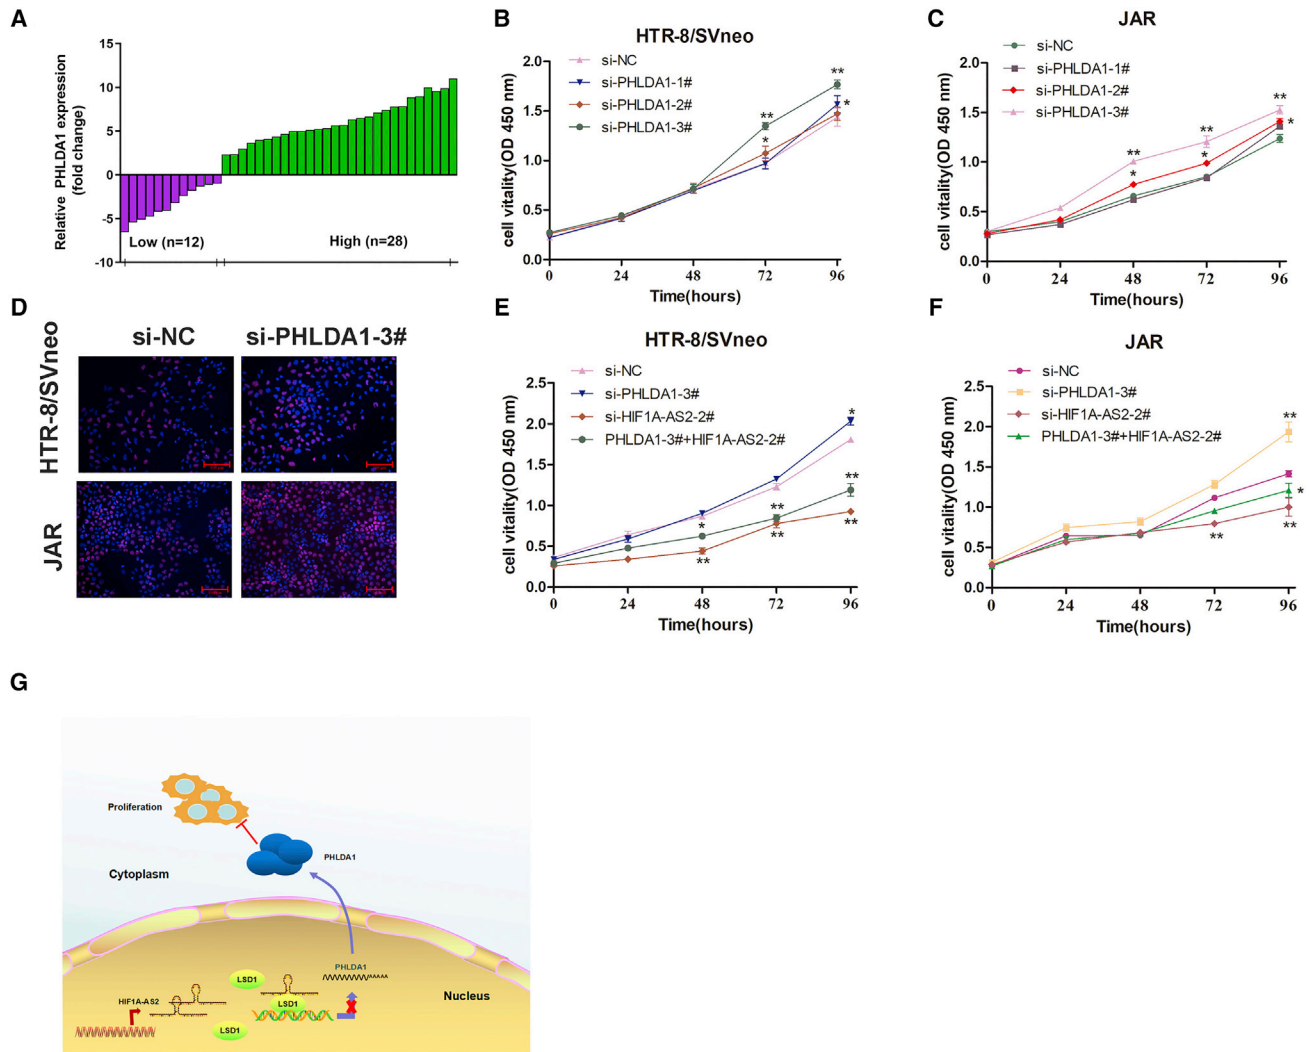 A
Relative PHLDA1 expression
(fold change)
15
10
5
0
-5
-10
Low (n=12)
High (n=28)
B
HTR-8/SVneo
si-NC
si-PHLDA1-1#
si-PHLDA1-2#
si-PHLDA1-3#
cell vitality(OD 450 nm)
2.0
1.5
1.0
0.5
0.0
**
*
**
*
0 24 48 72 96
Time(hours)
C
JAR
si-NC
si-PHLDA1-1#
si-PHLDA1-2#
si-PHLDA1-3#
cell vitality(OD 450 nm)
2.0
1.5
1.0
0.5
0.0
**
*
**
*
**
*
0 24 48 72 96
Time(hours)
D
si-NC si-PHLDA1-3#
HTR-8/SVneo
JAR
E
HTR-8/SVneo
si-NC
si-PHLDA1-3#
si-HIF1A-AS2-2#
PHLDA1-3#+HIF1A-AS2-2#
cell vitality(OD 450 nm)
2.5
2.0
1.5
1.0
0.5
0.0
*
**
**
**
*
**
**
0 24 48 72 96
Time(hours)
F
JAR
si-NC
si-PHLDA1-3#
si-HIF1A-AS2-2#
PHLDA1-3#+HIF1A-AS2-2#
cell vitality(OD 450 nm)
2.5
2.0
1.5
1.0
0.5
0.0
**
**
*
**
0 24 48 72 96
Time(hours)
G
Proliferation
PHLDA1
Cytoplasm
PHLDA1
AAAAA
LSD1
HIF1A-AS2
LSD1
LSD1
Nucleus